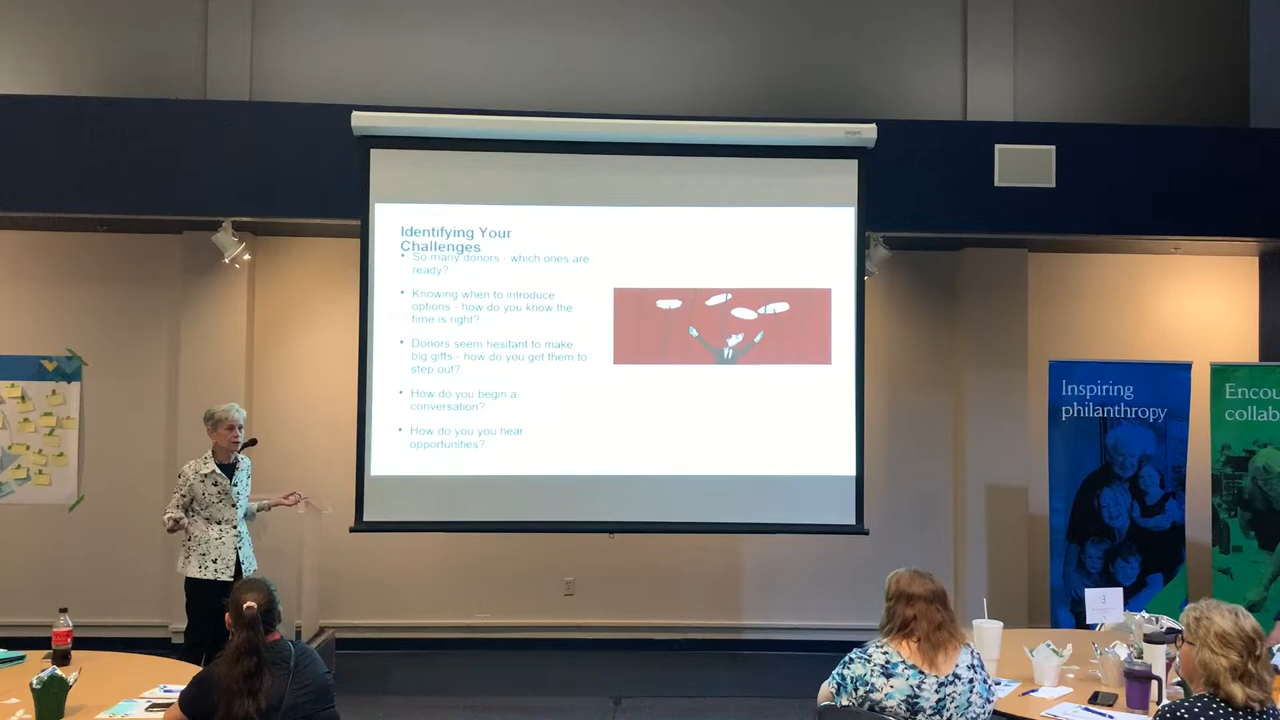 Identifying Your
Challenges
• So many donors - which ones are
ready?
• Knowing when to introduce
options - how do you know the
time is right?
• Donors seem hesitant to make
big gifts - how do you get them to
step out?
• How do you begin a
conversation?
• How do you you hear
opportunities?
Inspiring
philanthropy
Encou
collab
3